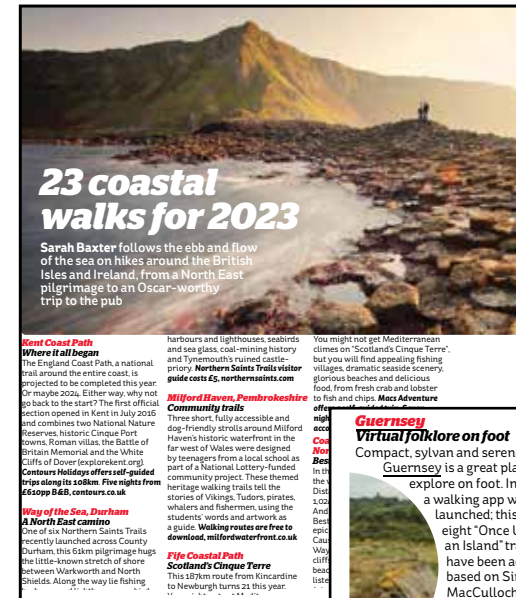 23 coastal
walks for 2023
Sarah Baxter follows the ebb and flow
of the sea on hikes around the British
Isles and Ireland, from a North East
pilgrimage to an Oscar-worthy
trip to the pub
Kent Coast Path
Where it all began
The England Coast Path, a national
trail around the entire coast, is
projected to be completed this year.
Or maybe 2024. Either way, why not
go back to the start? The first official
section opened in Kent in July 2016
and combines two National Nature
Reserves, historic Cinque Port
towns, Roman villas, the Battle of
Britain Memorial and the White
Cliffs of Dover (explorekent.org).
Contours Holidays offers self-guided
trips along its 108km. Five nights from
£610pp B&B, contours.co.uk
Way of the Sea, Durham
A North East camino
One of six Northern Saints Trails
recently launched across County
Durham, this 61km pilgrimage hugs
the little-known stretch of shore
between Warkworth and North
Shields. Along the way lie fishing
harbours and lighthouses, seabirds
and sea glass, coal-mining history
and Tynemouth's ruined castle-
priory. Northern Saints Trails visitor
guide costs £5, northernsaints.com
Milford Haven, Pembrokeshire
Community trails
Three short, fully accessible and
dog-friendly strolls around Milford
Haven's historic waterfront in the
far west of Wales were designed
by teenagers from a local school as
part of a National Lottery-funded
community project. These themed
heritage walking trails tell the
stories of Vikings, Tudors, pirates,
whalers and fishermen, using the
students' words and artwork as
a guide. Walking routes are free to
download, milfordwaterfront.co.uk
Fife Coastal Path
Scotland's Cinque Terre
This 187km route from Kincardine
to Newburgh turns 21 this year.
You might not get Mediterranean
climes on "Scotland's Cinque Terre",
but you will find appealing fishing
villages, dramatic seaside scenery,
glorious beaches and delicious
food, from fresh crab and lobster
to fish and chips. Macs Adventure
Guernsey
Virtual folklore on foot
Compact, sylvan and seren
Guernsey is a great pla
explore on foot. In
a walking app w
launched; this
eight "Once U
an Island" tr
have been a
based on Sir
MacCulloch